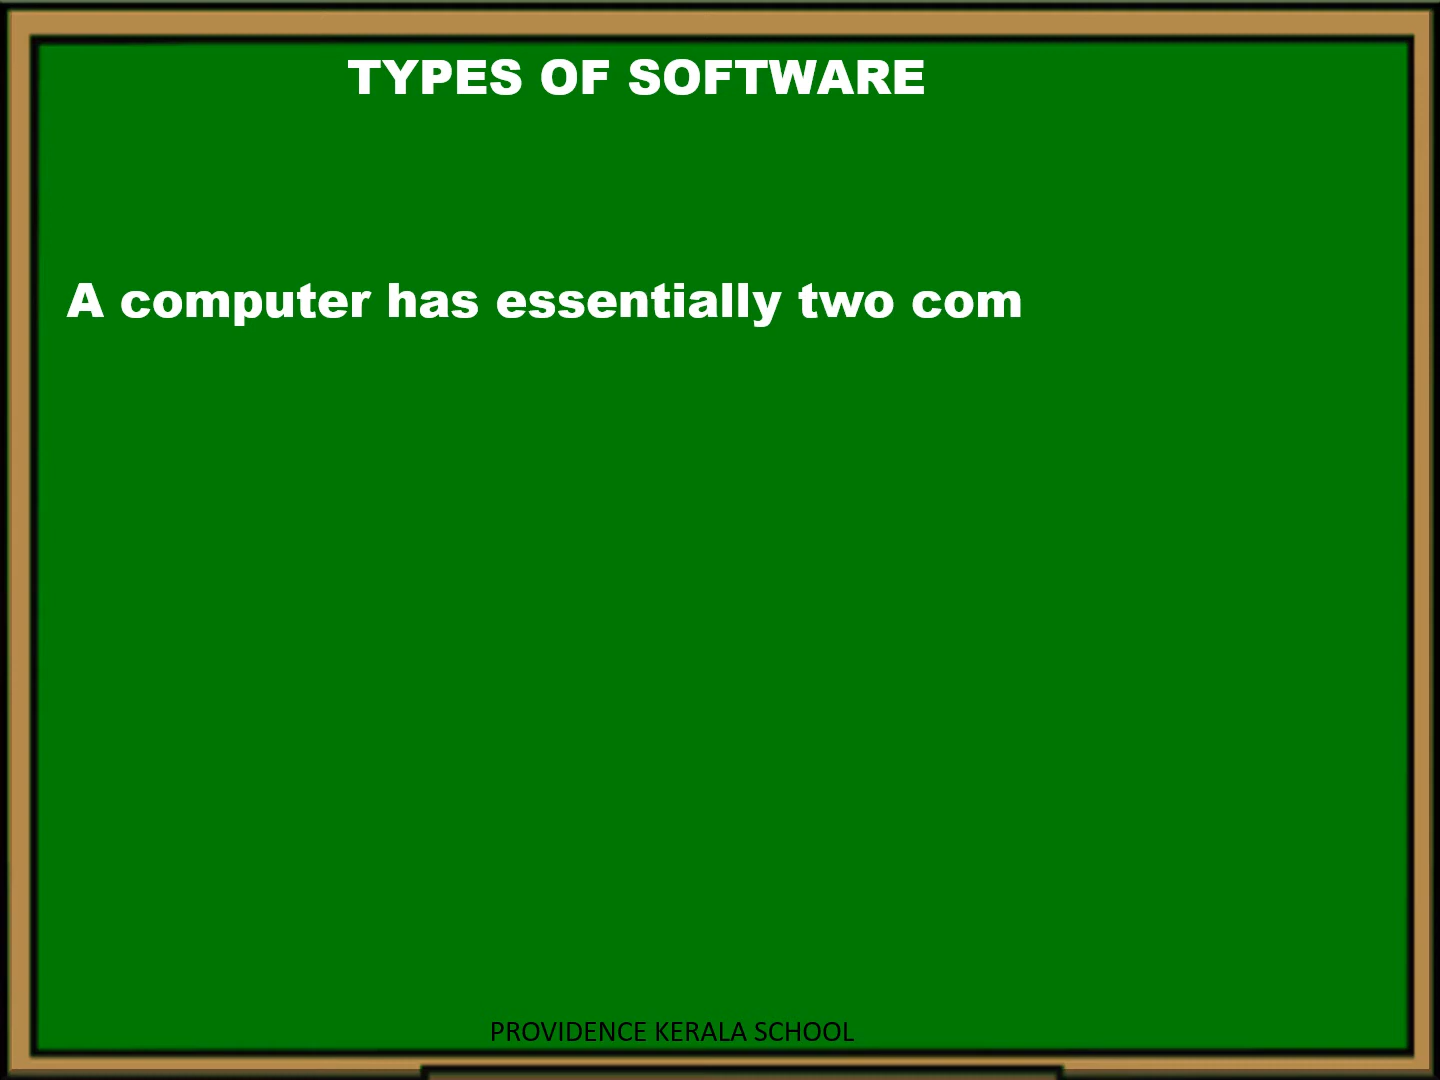 TYPES OF SOFTWARE
A computer has essentially two com
PROVIDENCE KERALA SCHOOL